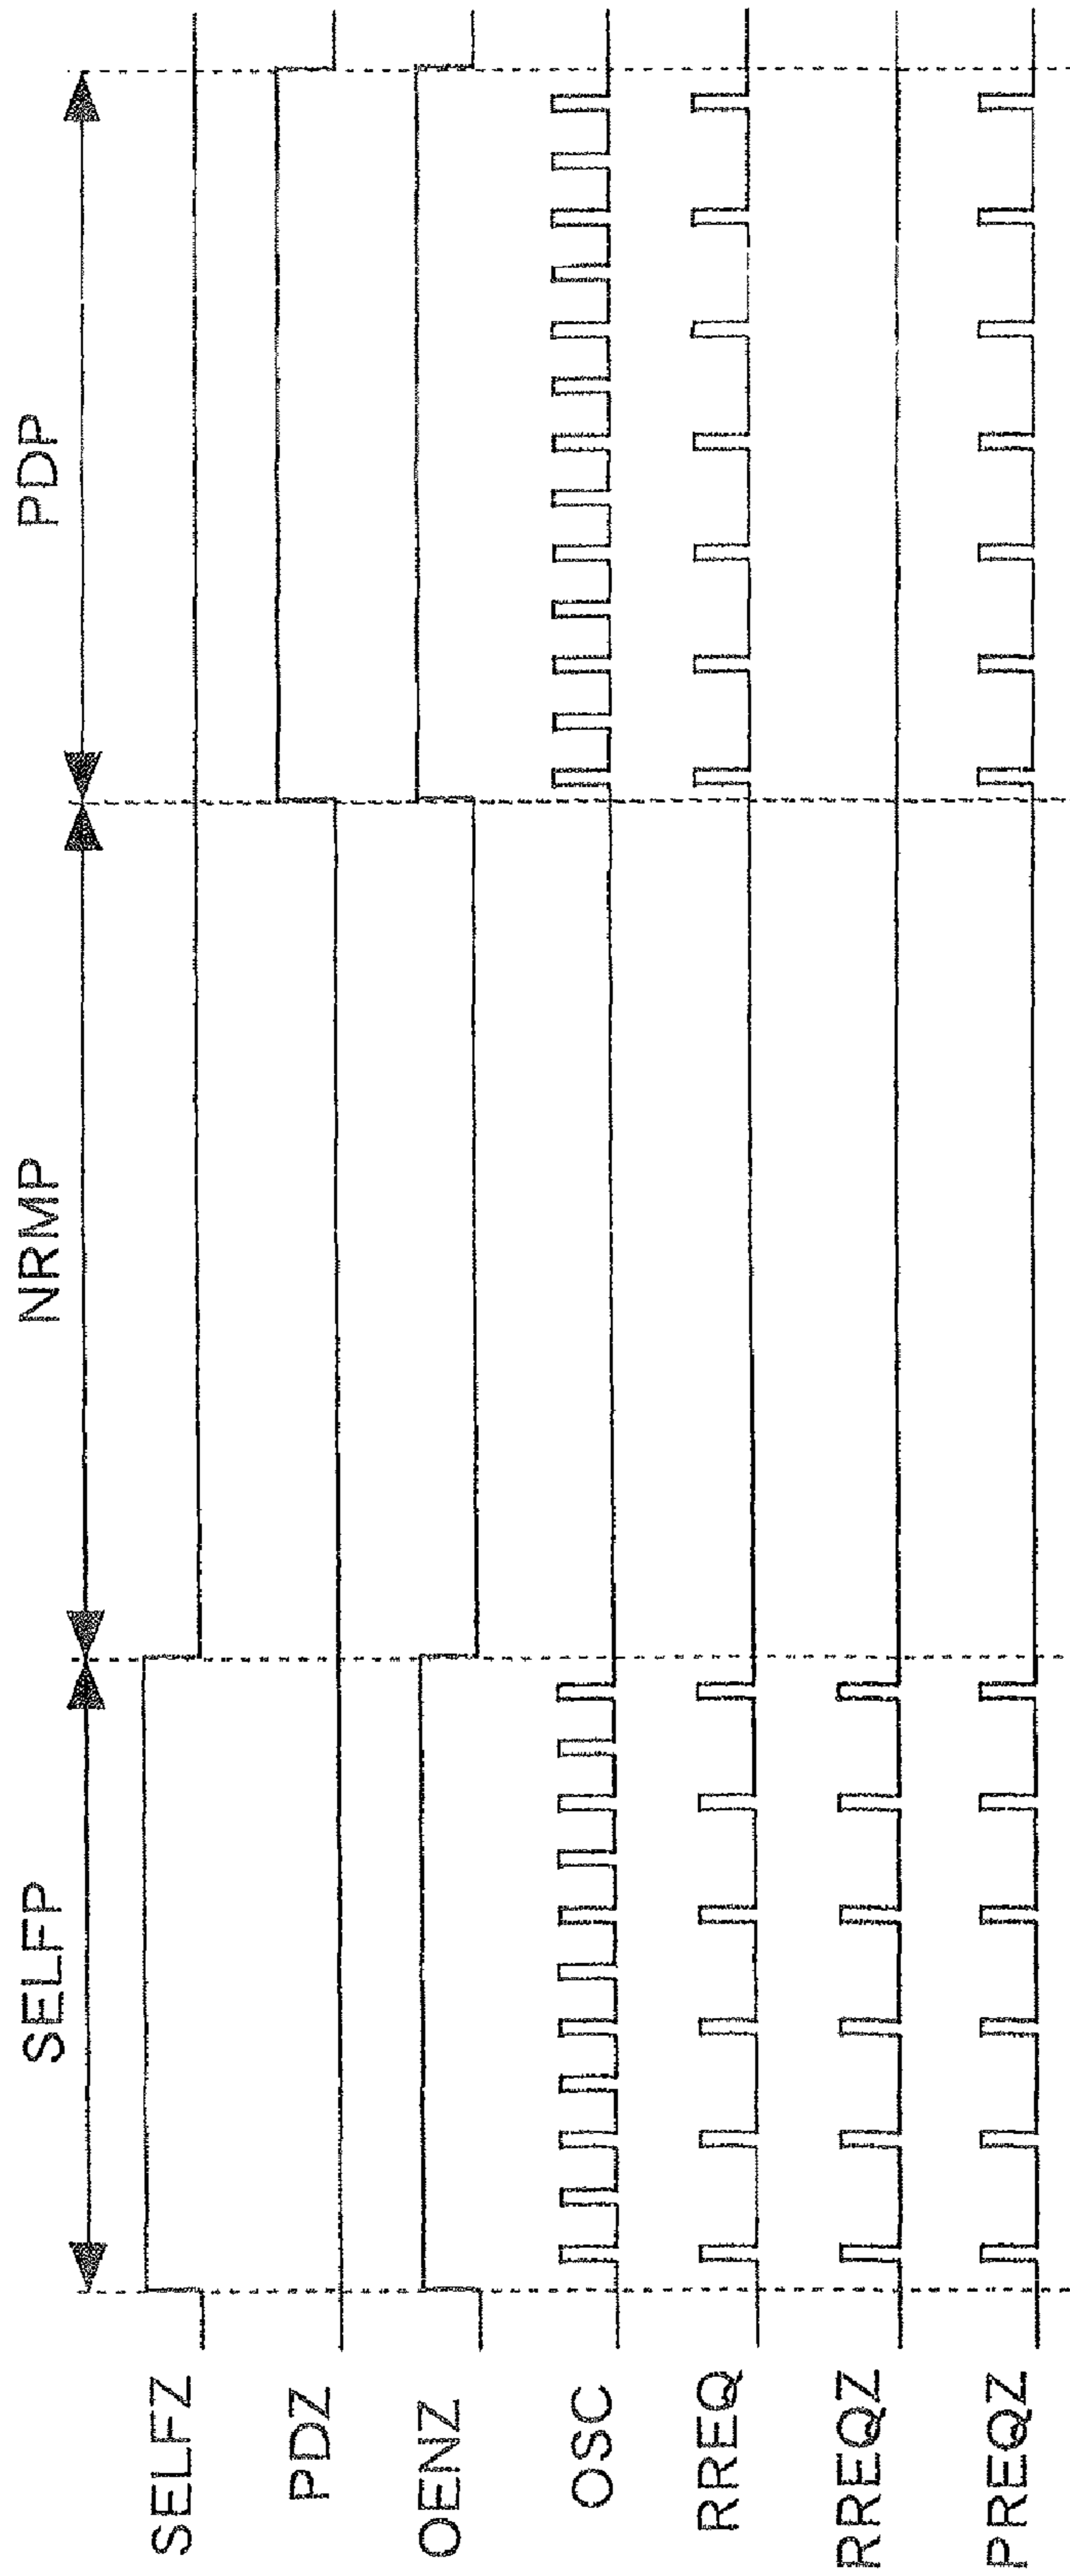 SELFP
NRMP
PDP
SELFZ
PDZ
OENZ
OSC
RREQ
RREQZ
PREQZ